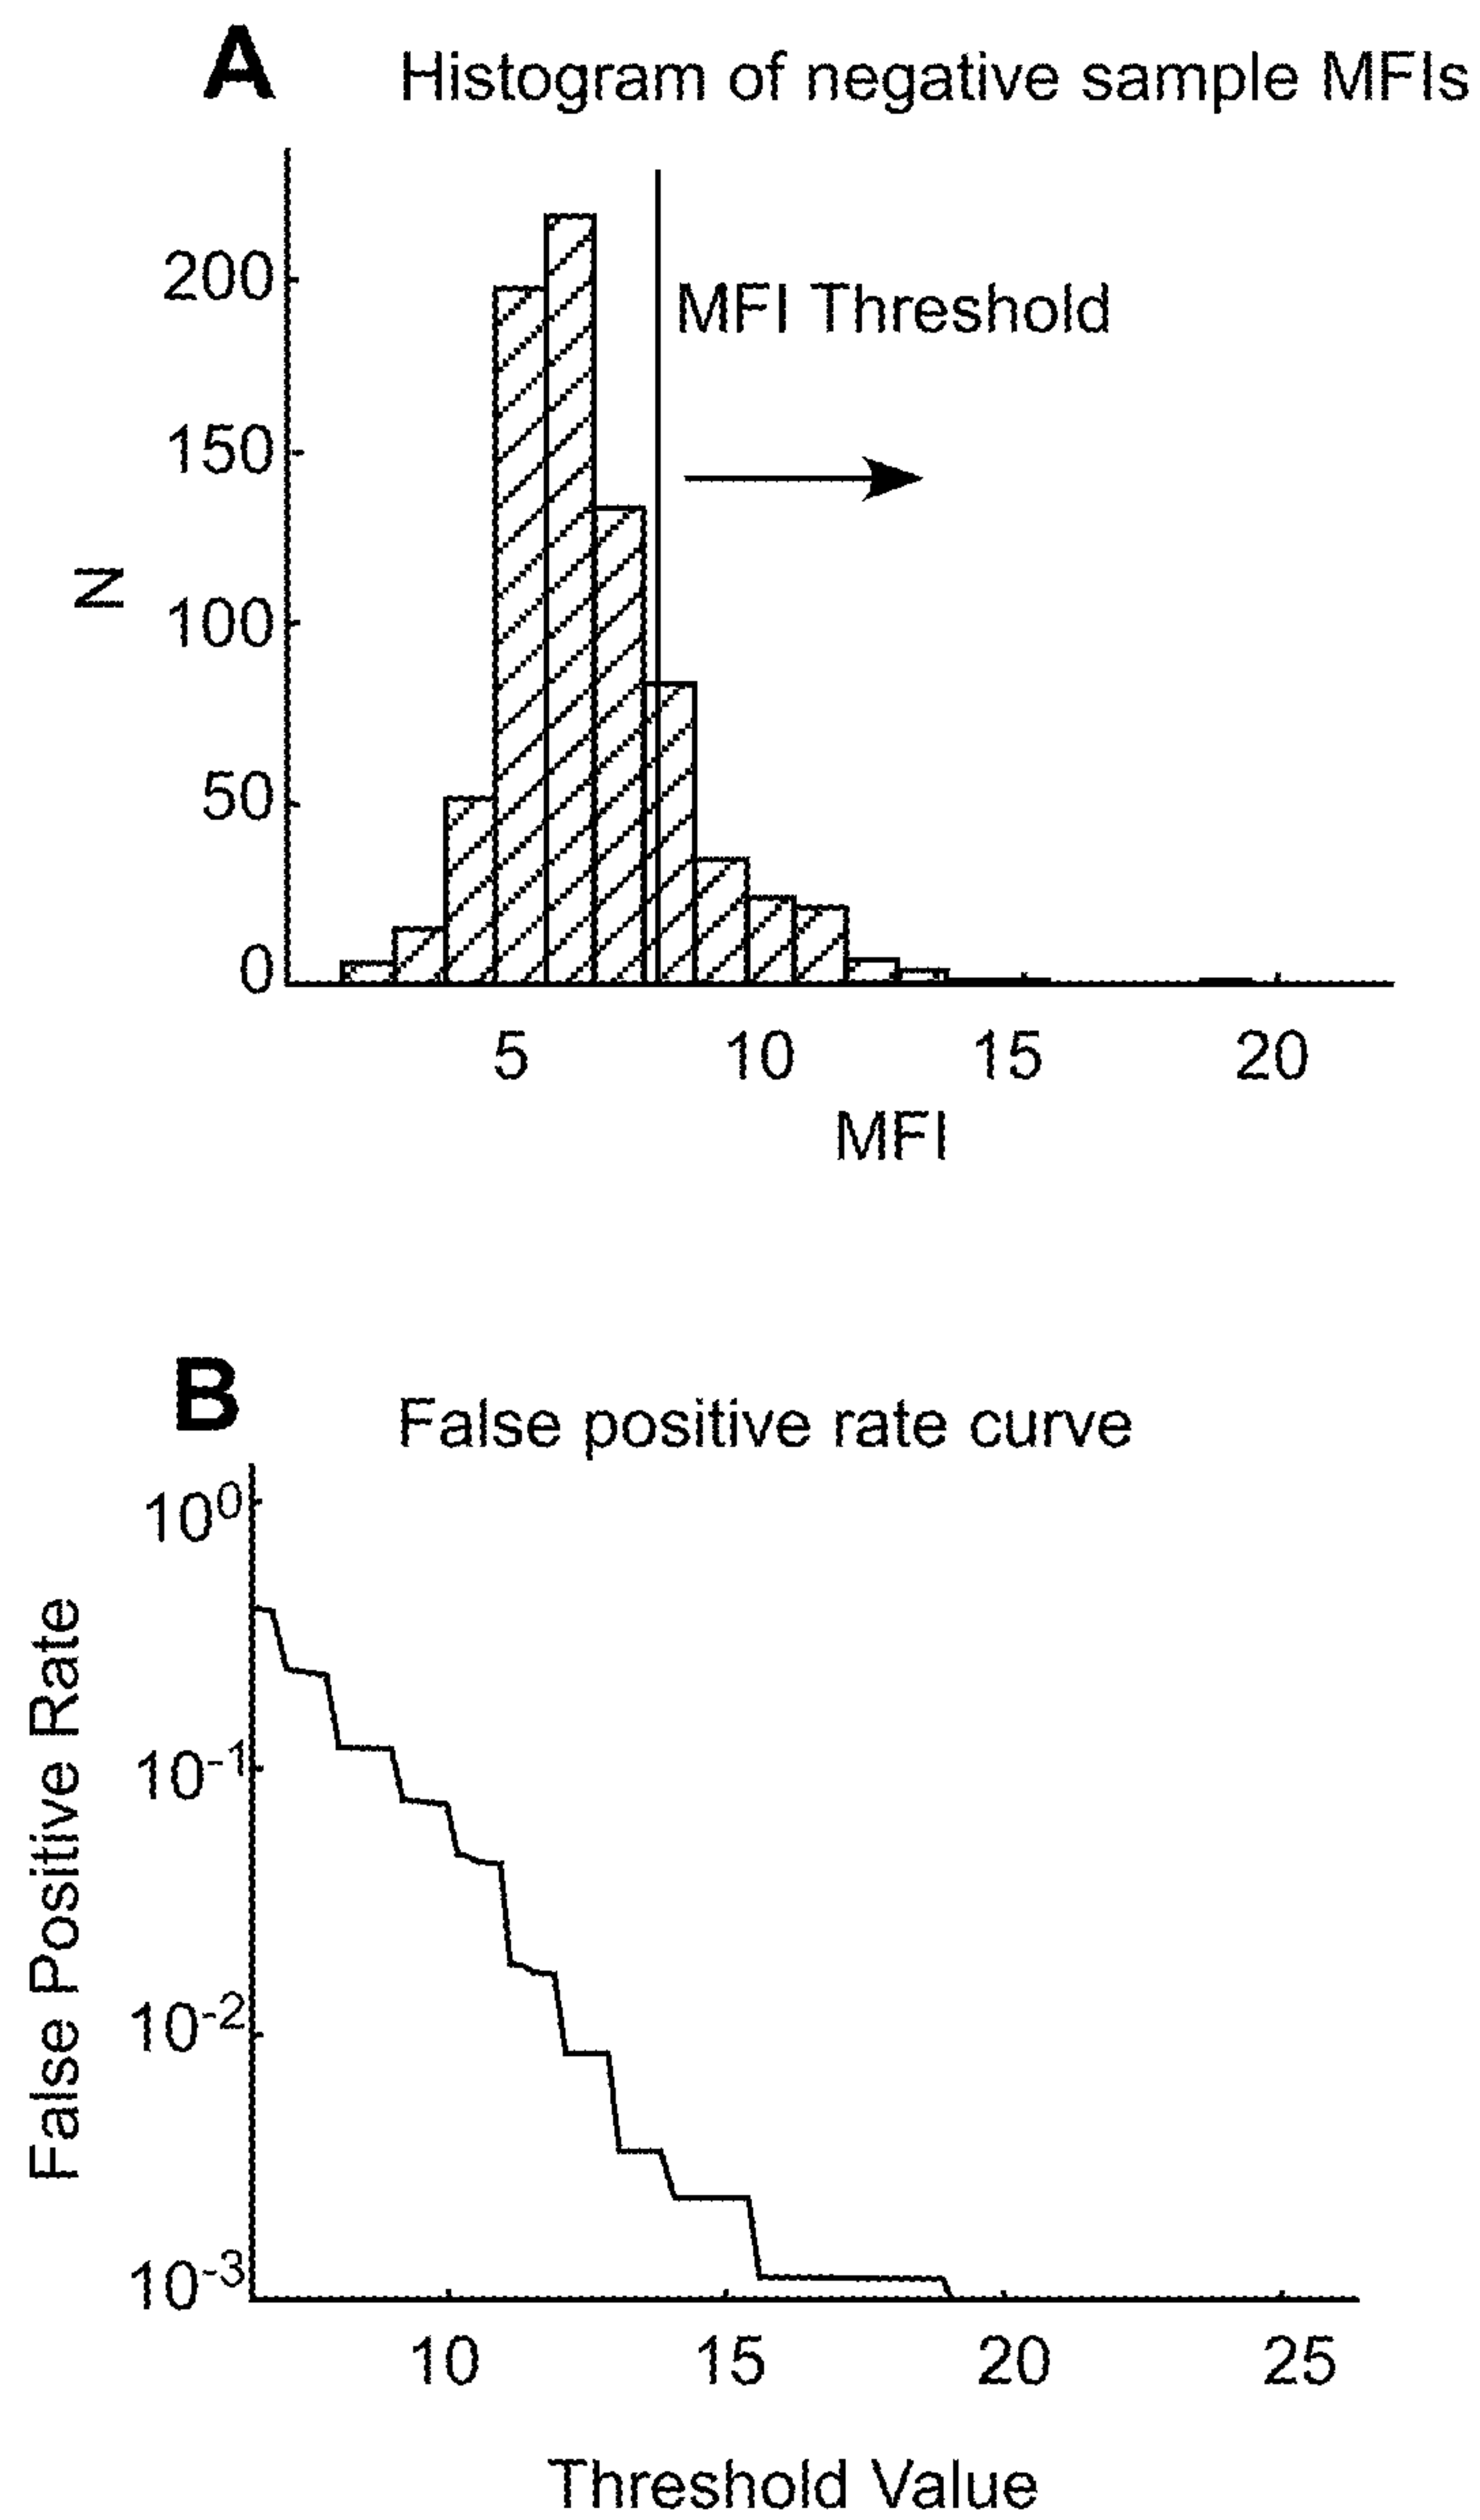 A
Histogram of negative sample MFIs
200
150
100
50
0
N
MFI Threshold
5 10 15 20
MFI
B
False positive rate curve
10⁰
10⁻¹
10⁻²
10⁻³
False Positive Rate
10 15 20 25
Threshold Value